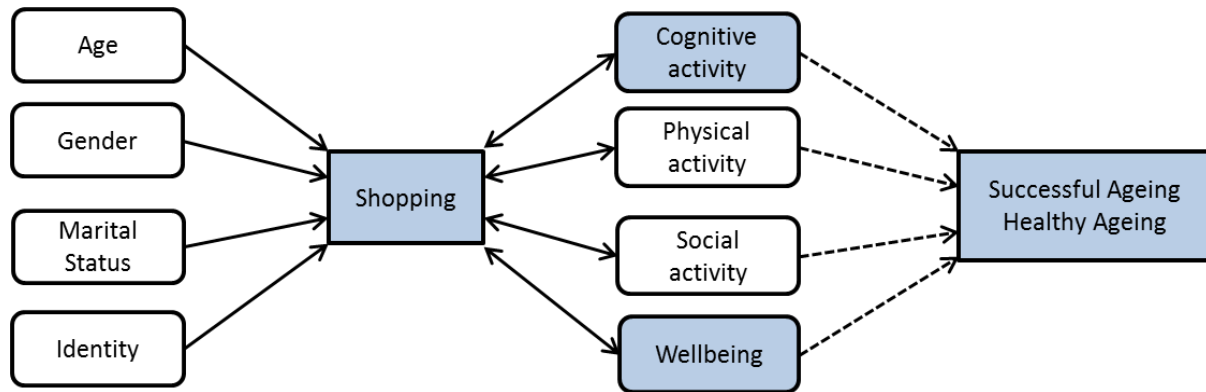 Age
Gender
Marital
Status
Identity
Shopping
Cognitive
activity
Physical
activity
Social
activity
Wellbeing
Successful Ageing
Healthy Ageing